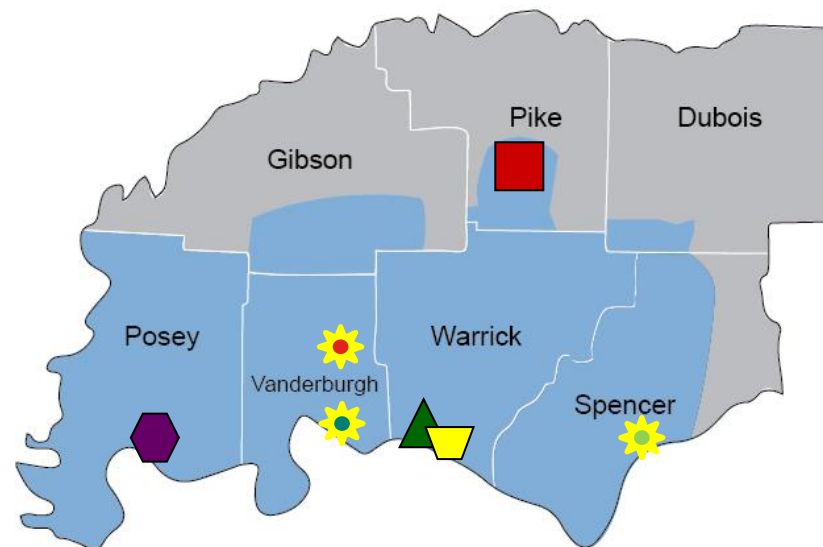 Pike
Dubois
Gibson
Posey
Warrick
Vanderburgh
Spencer